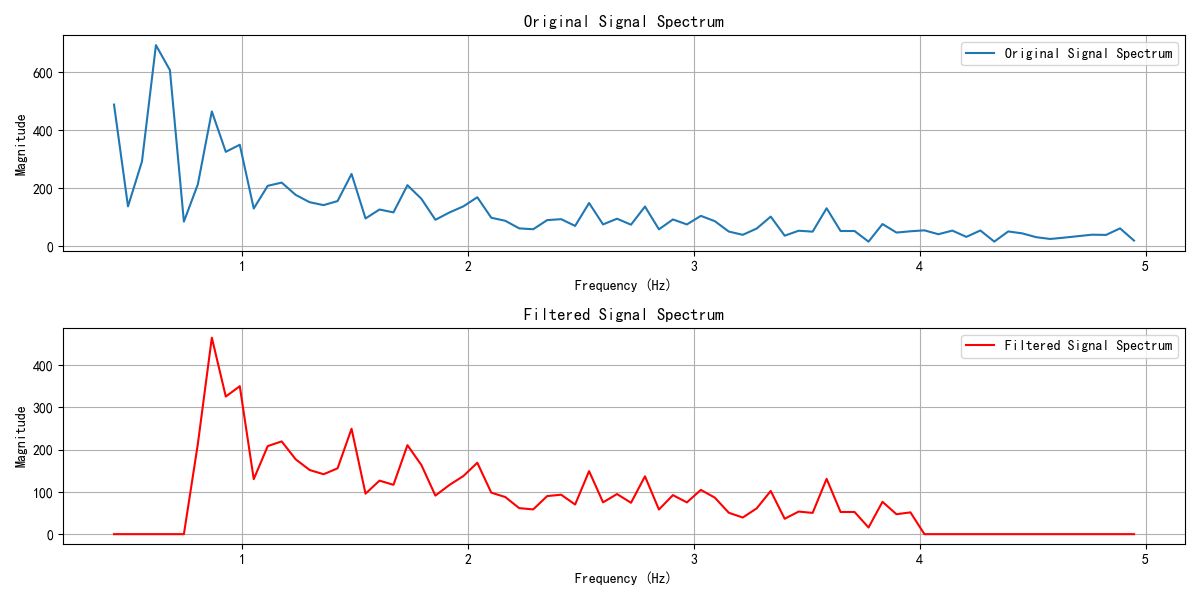 Original Signal Spectrum
Original Signal Spectrum
Magnitude
600
400
200
0
1 2 3 4 5
Frequency (Hz)
Filtered Signal Spectrum
Filtered Signal Spectrum
Magnitude
400
300
200
100
0
1 2 3 4 5
Frequency (Hz)